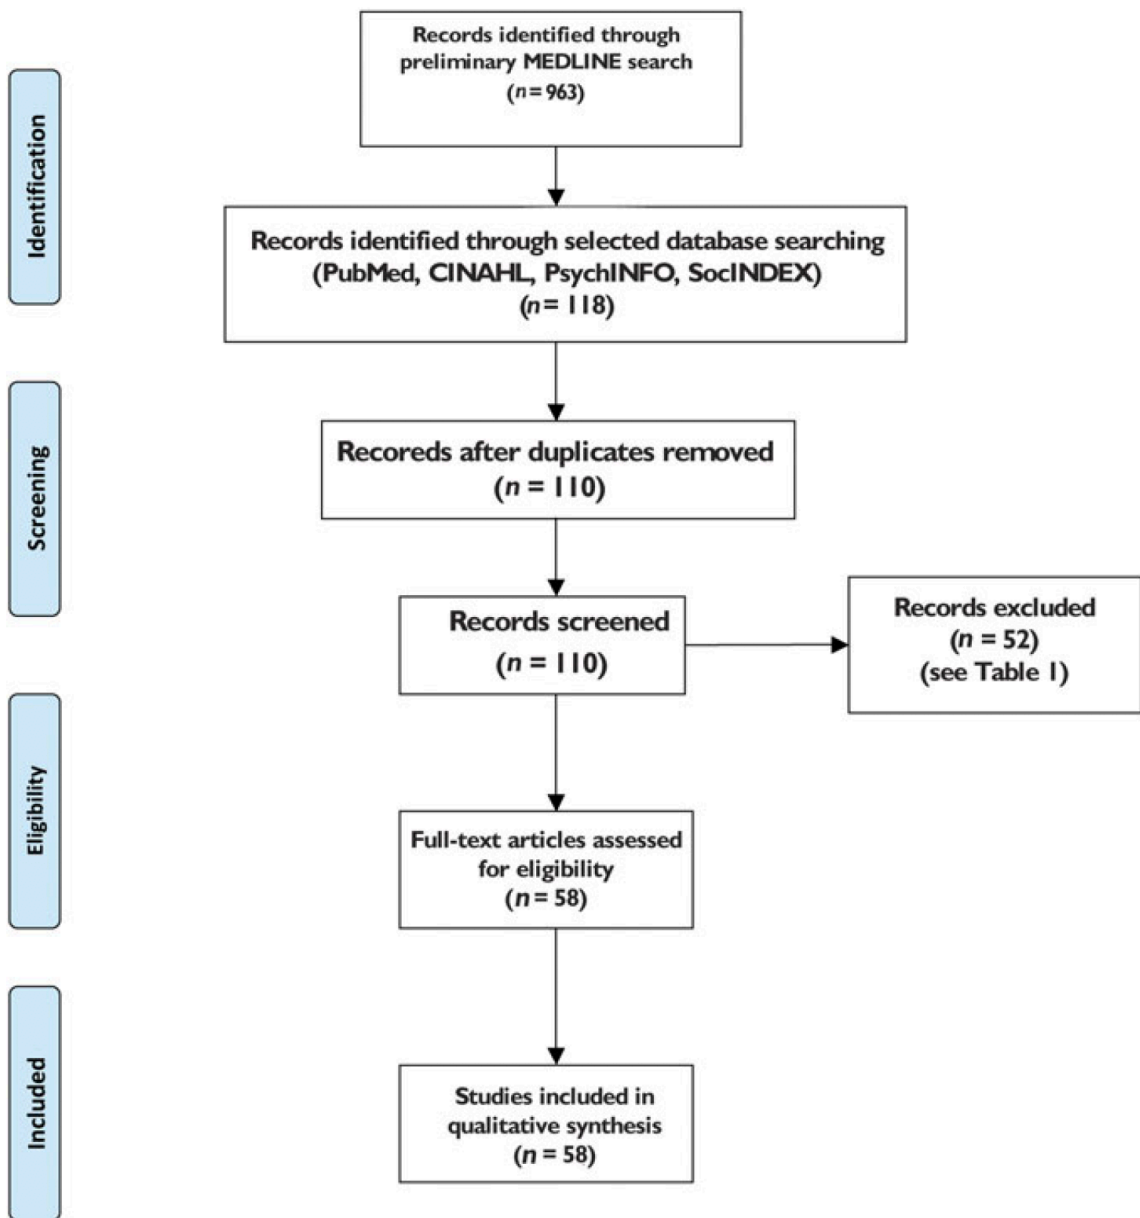 Records identified through
preliminary MEDLINE search
(n = 963)
Identification
Records identified through selected database searching
(PubMed, CINAHL, PsychINFO, SocINDEX)
(n = 118)
Screening
Recoreds after duplicates removed
(n = 110)
Records screened
(n = 110)
Records excluded
(n = 52)
(see Table 1)
Eligibility
Full-text articles assessed
for eligibility
(n = 58)
Included
Studies included in
qualitative synthesis
(n = 58)